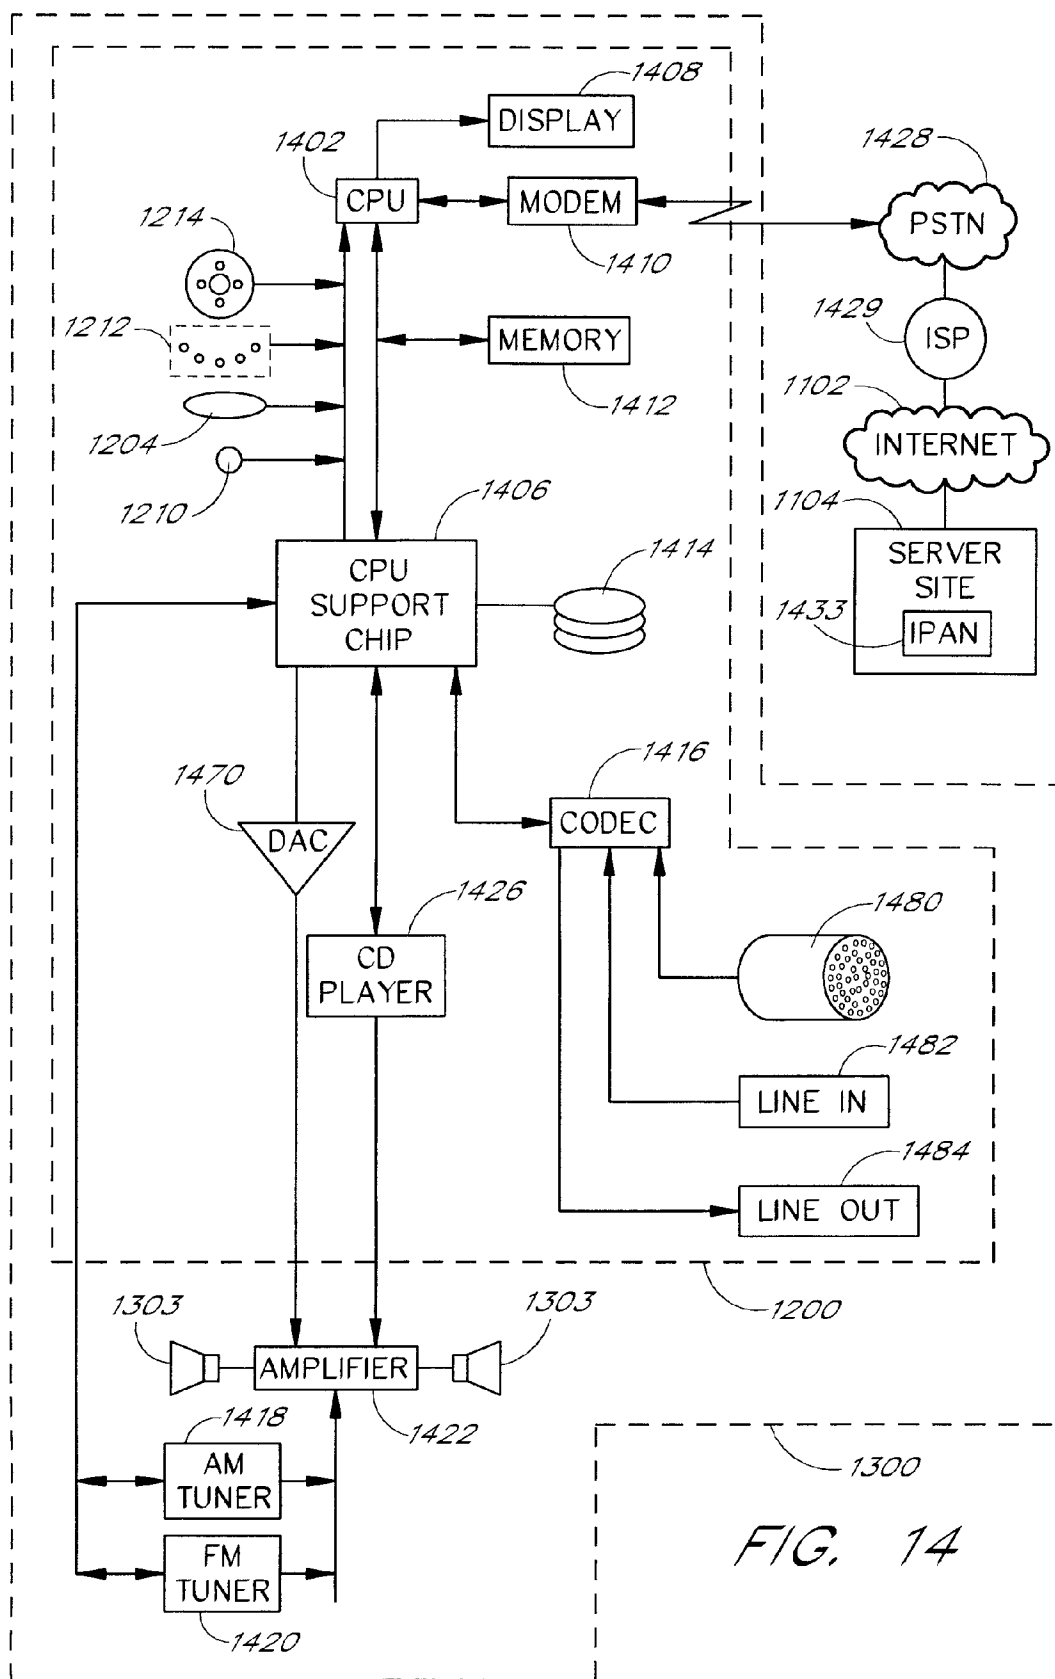 1408
DISPLAY
1402
CPU
MODEM
1410
1428
PSTN
1214
1429
ISP
1212
MEMORY
1412
1102
INTERNET
1204
1210
1406
CPU
SUPPORT
CHIP
1414
1104
SERVER
SITE
1433
IPAN
1470
DAC
1416
CODEC
1426
CD
PLAYER
1480
1482
LINE IN
1484
LINE OUT
1200
1303
1303
AMPLIFIER
1422
1418
AM
TUNER
FM
TUNER
1420
1300
FIG. 14